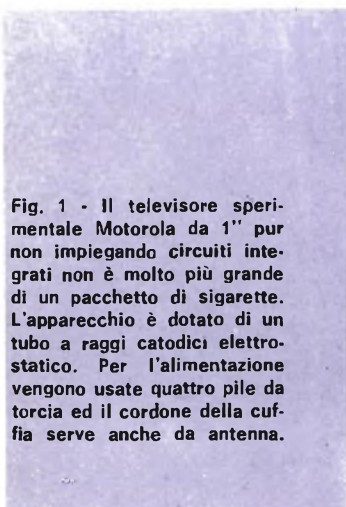 Fig. 1 - Il televisore speri-
mentale Motorola da 1" pur
non impiegando circuiti inte-
grati non è molto più grande
di un pacchetto di sigarette.
L'apparecchio è dotato di un
tubo a raggi catodici elettro-
statico. Per l'alimentazione
vengono usate quattro pile da
torcia ed il cordone della cuf-
fia serve anche da antenna.